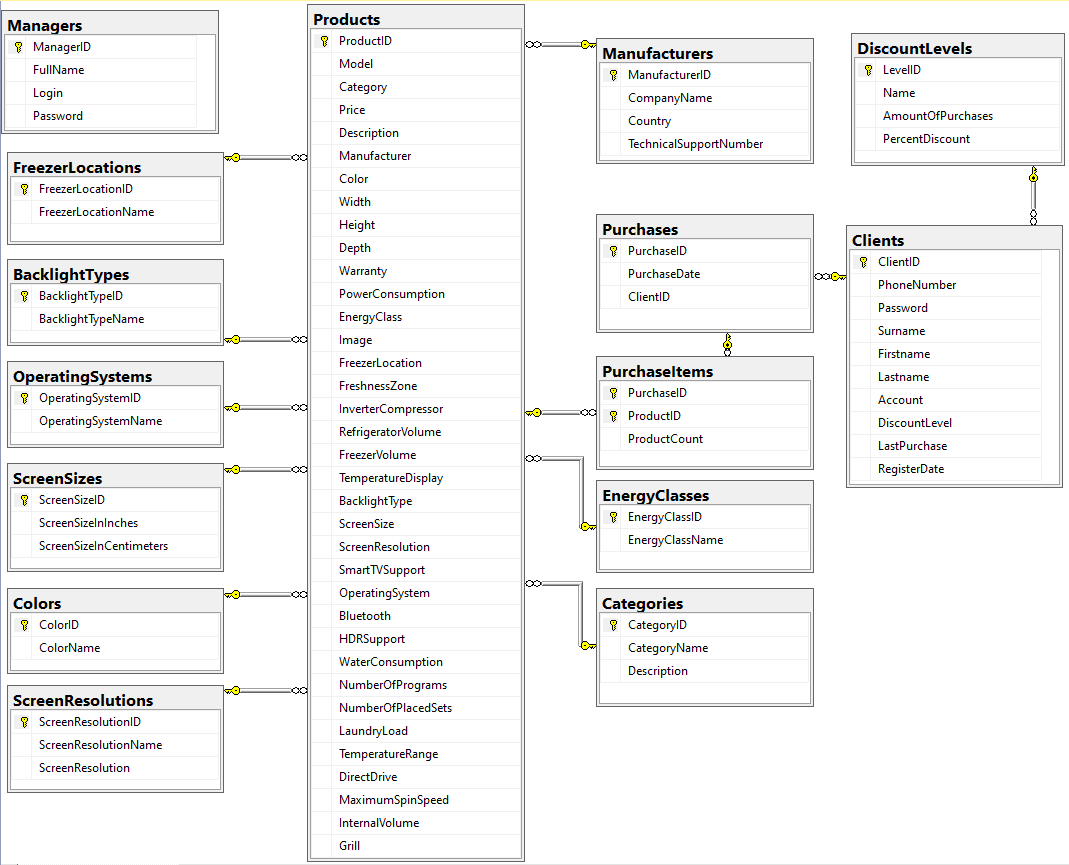 Managers
ManagerID
FullName
Login
Password
FreezerLocations
FreezerLocationID
FreezerLocationName
BacklightTypes
BacklightTypeID
BacklightTypeName
OperatingSystems
OperatingSystemID
OperatingSystemName
ScreenSizes
ScreenSizeID
ScreenSizeInInches
ScreenSizeInCentimeters
Colors
ColorID
ColorName
ScreenResolutions
ScreenResolutionID
ScreenResolutionName
ScreenResolution
Products
ProductID
Model
Category
Price
Description
Manufacturer
Color
Width
Height
Depth
Warranty
PowerConsumption
EnergyClass
Image
FreezerLocation
FreshnessZone
InverterCompressor
RefrigeratorVolume
FreezerVolume
TemperatureDisplay
BacklightType
ScreenSize
ScreenResolution
SmartTVSupport
OperatingSystem
Bluetooth
HDRSupport
WaterConsumption
NumberOfPrograms
NumberOfPlacedSets
LaundryLoad
TemperatureRange
DirectDrive
MaximumSpinSpeed
InternalVolume
Grill
Manufacturers
ManufacturerID
CompanyName
Country
TechnicalSupportNumber
Purchases
PurchaseID
PurchaseDate
ClientID
PurchaseItems
PurchaseID
ProductID
ProductCount
EnergyClasses
EnergyClassID
EnergyClassName
Categories
CategoryID
CategoryName
Description
DiscountLevels
LevelID
Name
AmountOfPurchases
PercentDiscount
Clients
ClientID
PhoneNumber
Password
Surname
Firstname
Lastname
Account
DiscountLevel
LastPurchase
RegisterDate